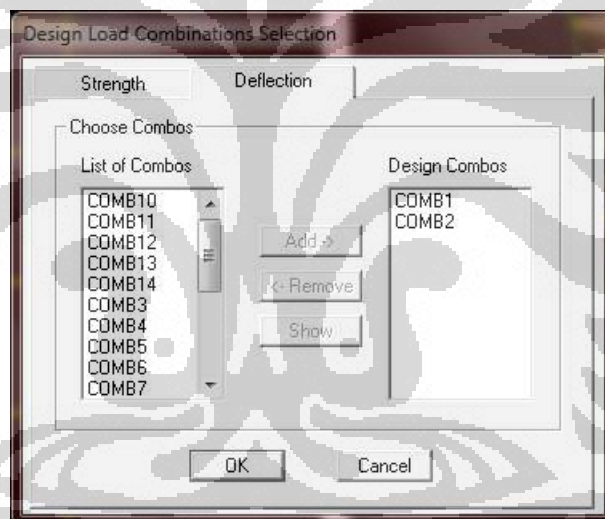 Design Load Combinations Selection
Strength
Deflection
Choose Combos
List of Combos
COMB10
COMB11
COMB12
COMB13
COMB14
COMB3
COMB4
COMB5
COMB6
COMB7
Add ->
<- Remove
Show
Design Combos
COMB1
COMB2
OK
Cancel